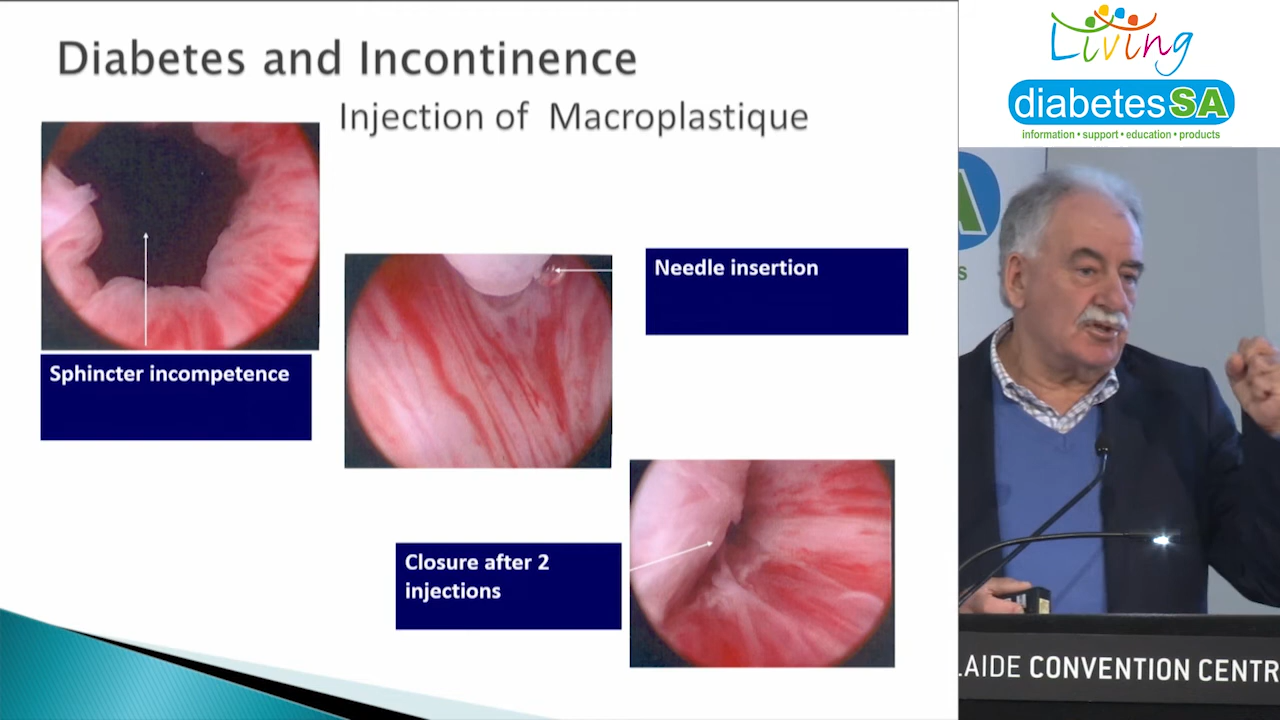 Diabetes and Incontinence
Injection of Macroplastique
Sphincter incompetence
Needle insertion
Closure after 2
injections
Living
diabetesSA
information • support • education • products
A
s
LAIDE CONVENTION CENTR